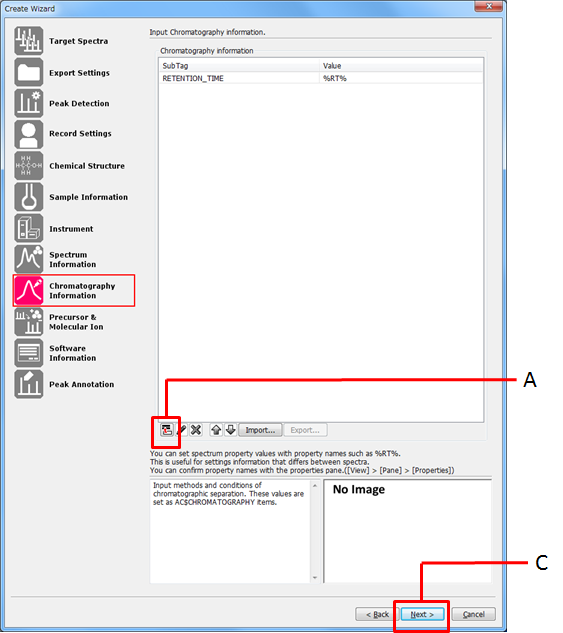 Create Wizard
Target Spectra
Export Settings
Peak Detection
Record Settings
Chemical Structure
Sample Information
Instrument
Spectrum
Information
Chromatography
Information
Precursor &
Molecular Ion
Software
Information
Peak Annotation
Input Chromatography information.
Chromatography information
SubTag Value
RETENTION_TIME %RT%
A
Import... Export...
You can set spectrum property values with property names such as %RT%.
This is useful for settings information that differs between spectra.
You can confirm property names with the properties pane.([View] > [Pane] > [Properties])
Input methods and conditions of
chromatographic separation. These values are
set as AC$CHROMATOGRAPHY items.
No Image
C
< Back Next > Cancel